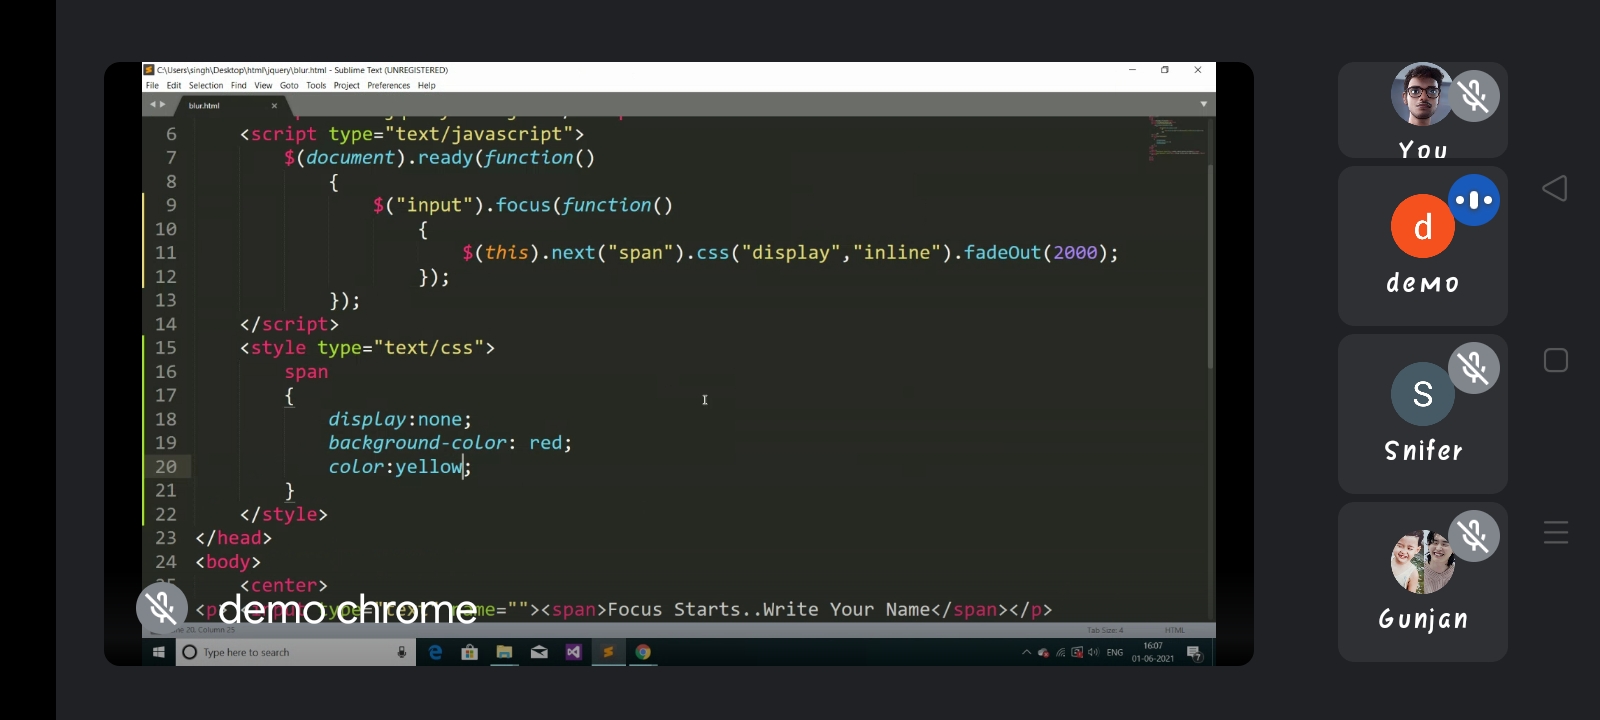 C:\Users\singh\Desktop\html\jquery\blur.html - Sublime Text (UNREGISTERED)
File Edit Selection Find View Goto Tools Project Preferences Help
blur.html
6 <script type="text/javascript">
7 $(document).ready(function()
8 {
9 $("input").focus(function()
10 {
11 $(this).next("span").css("display","inline").fadeOut(2000);
12 });
13 });
14 </script>
15 <style type="text/css">
16 span
17 {
18 display:none;
19 background-color: red;
20 color:yellow;
21 }
22 </style>
23 </head>
24 <body>
<center>
name=""><span>Focus Starts..Write Your Name</span></p>
demo chrome
20, Column 25
Tab Size: 4 HTML
Type here to search
ENG
16:07
01-06-2021
7
You
d
demo
S
Snifer
Gunjan